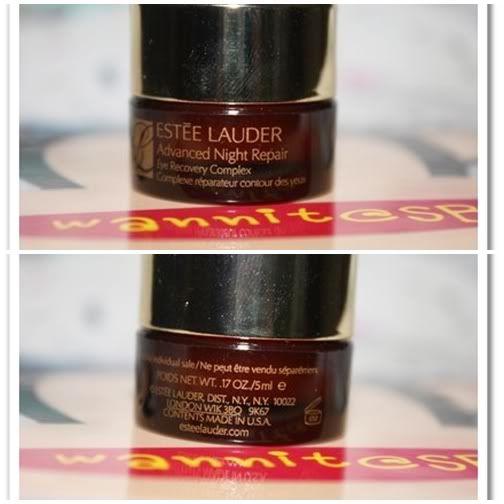 ESTĒE LAUDER
Advanced Night Repair
Eye Recovery Complex
Complexe réparateur contour des yeux
wannit@SP
individual sale/Ne peut être vendu séparément
POIDS NET WT. .17 OZ./5ml ℮
©ESTĒE LAUDER, DIST., N.Y., N.Y. 10022
LONDON W1K 3BQ 9K67
CONTENTS MADE IN U.S.A.
esteelauder.com
wannit@SP